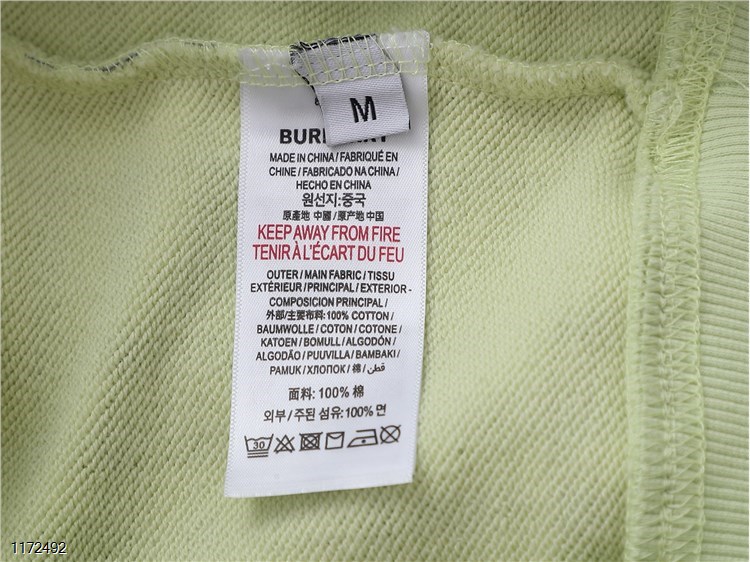 M
MADE IN CHINA / FABRIQUÉ EN
CHINE / FABRICADO NA CHINA /
HECHO EN CHINA
원선지:중국
原產地 中國 / 原产地 中国
KEEP AWAY FROM FIRE
TENIR À L'ÉCART DU FEU
OUTER / MAIN FABRIC / TISSU
EXTÉRIEUR / PRINCIPAL / EXTERIOR -
COMPOSICION PRINCIPAL /
外部/主要布料:100% COTTON /
BAUMWOLLE / COTON / COTONE /
KATOEN / BOMULL / ALGODÓN /
ALGODÃO / PUUVILLA / BAMBAKI /
PAMUK / ХЛОПОК / 棉 / قطن
面料: 100% 棉
외부 / 주된 섬유:100% 면
30
1172492